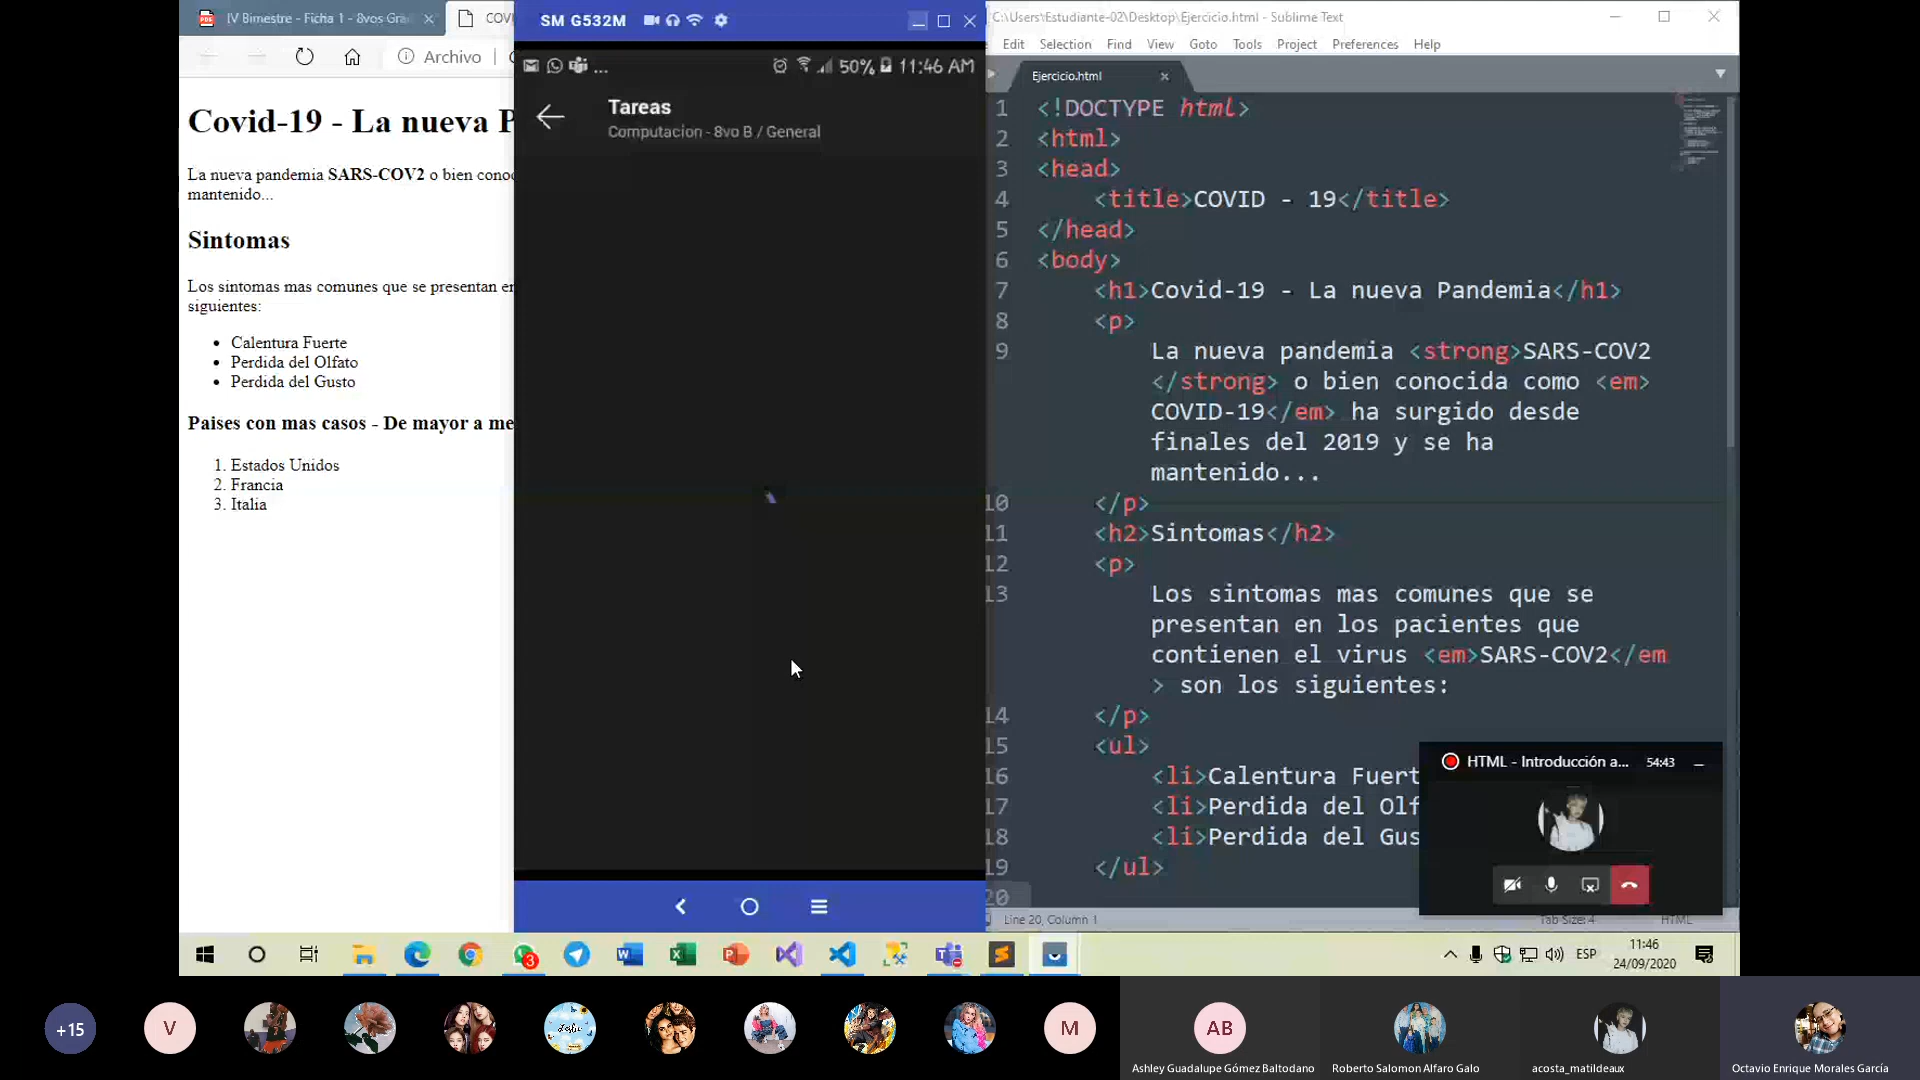 IV Bimestre - Ficha 1 - 8vos Gra
COV
Archivo
Covid-19 - La nueva P
La nueva pandemia SARS-COV2 o bien cono
mantenido...
Sintomas
Los sintomas mas comunes que se presentan en
siguientes:
Calentura Fuerte
Perdida del Olfato
Perdida del Gusto
Paises con mas casos - De mayor a me
1. Estados Unidos
2. Francia
3. Italia
SM G532M
... 50% 11:46 AM
Tareas
Computacion - 8vo B / General
C:\Users\Estudiante-02\Desktop\Ejercicio.html - Sublime Text
Edit Selection Find View Goto Tools Project Preferences Help
Ejercicio.html
1 <!DOCTYPE html>
2 <html>
3 <head>
4 <title>COVID - 19</title>
5 </head>
6 <body>
7 <h1>Covid-19 - La nueva Pandemia</h1>
8 <p>
9 La nueva pandemia <strong>SARS-COV2
</strong> o bien conocida como <em>
COVID-19</em> ha surgido desde
finales del 2019 y se ha
mantenido...
10 </p>
11 <h2>Sintomas</h2>
12 <p>
13 Los sintomas mas comunes que se
presentan en los pacientes que
contienen el virus <em>SARS-COV2</em
> son los siguientes:
14 </p>
15 <ul>
16 <li>Calentura Fuert
17 <li>Perdida del Olf
18 <li>Perdida del Gus
19 </ul>
20
Line 20, Column 1 Tab Size: 4 HTML
HTML - Introducción a... 54:43
3
ESP
11:46
24/09/2020
+15
V
M
AB
Ashley Guadalupe Gómez Baltodano
Roberto Salomon Alfaro Galo
acosta_matildeaux
Octavio Enrique Morales García